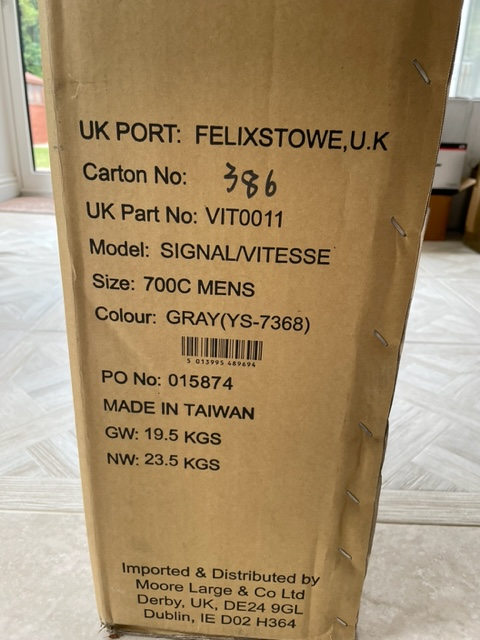 UK PORT: FELIXSTOWE,U.K
Carton No: 386
UK Part No: VIT0011
Model: SIGNAL/VITESSE
Size: 700C MENS
Colour: GRAY(YS-7368)
5 013995 489694
PO No: 015874
MADE IN TAIWAN
GW: 19.5 KGS
NW: 23.5 KGS
Imported & Distributed by
Moore Large & Co Ltd
Derby, UK, DE24 9GL
Dublin, IE D02 H364